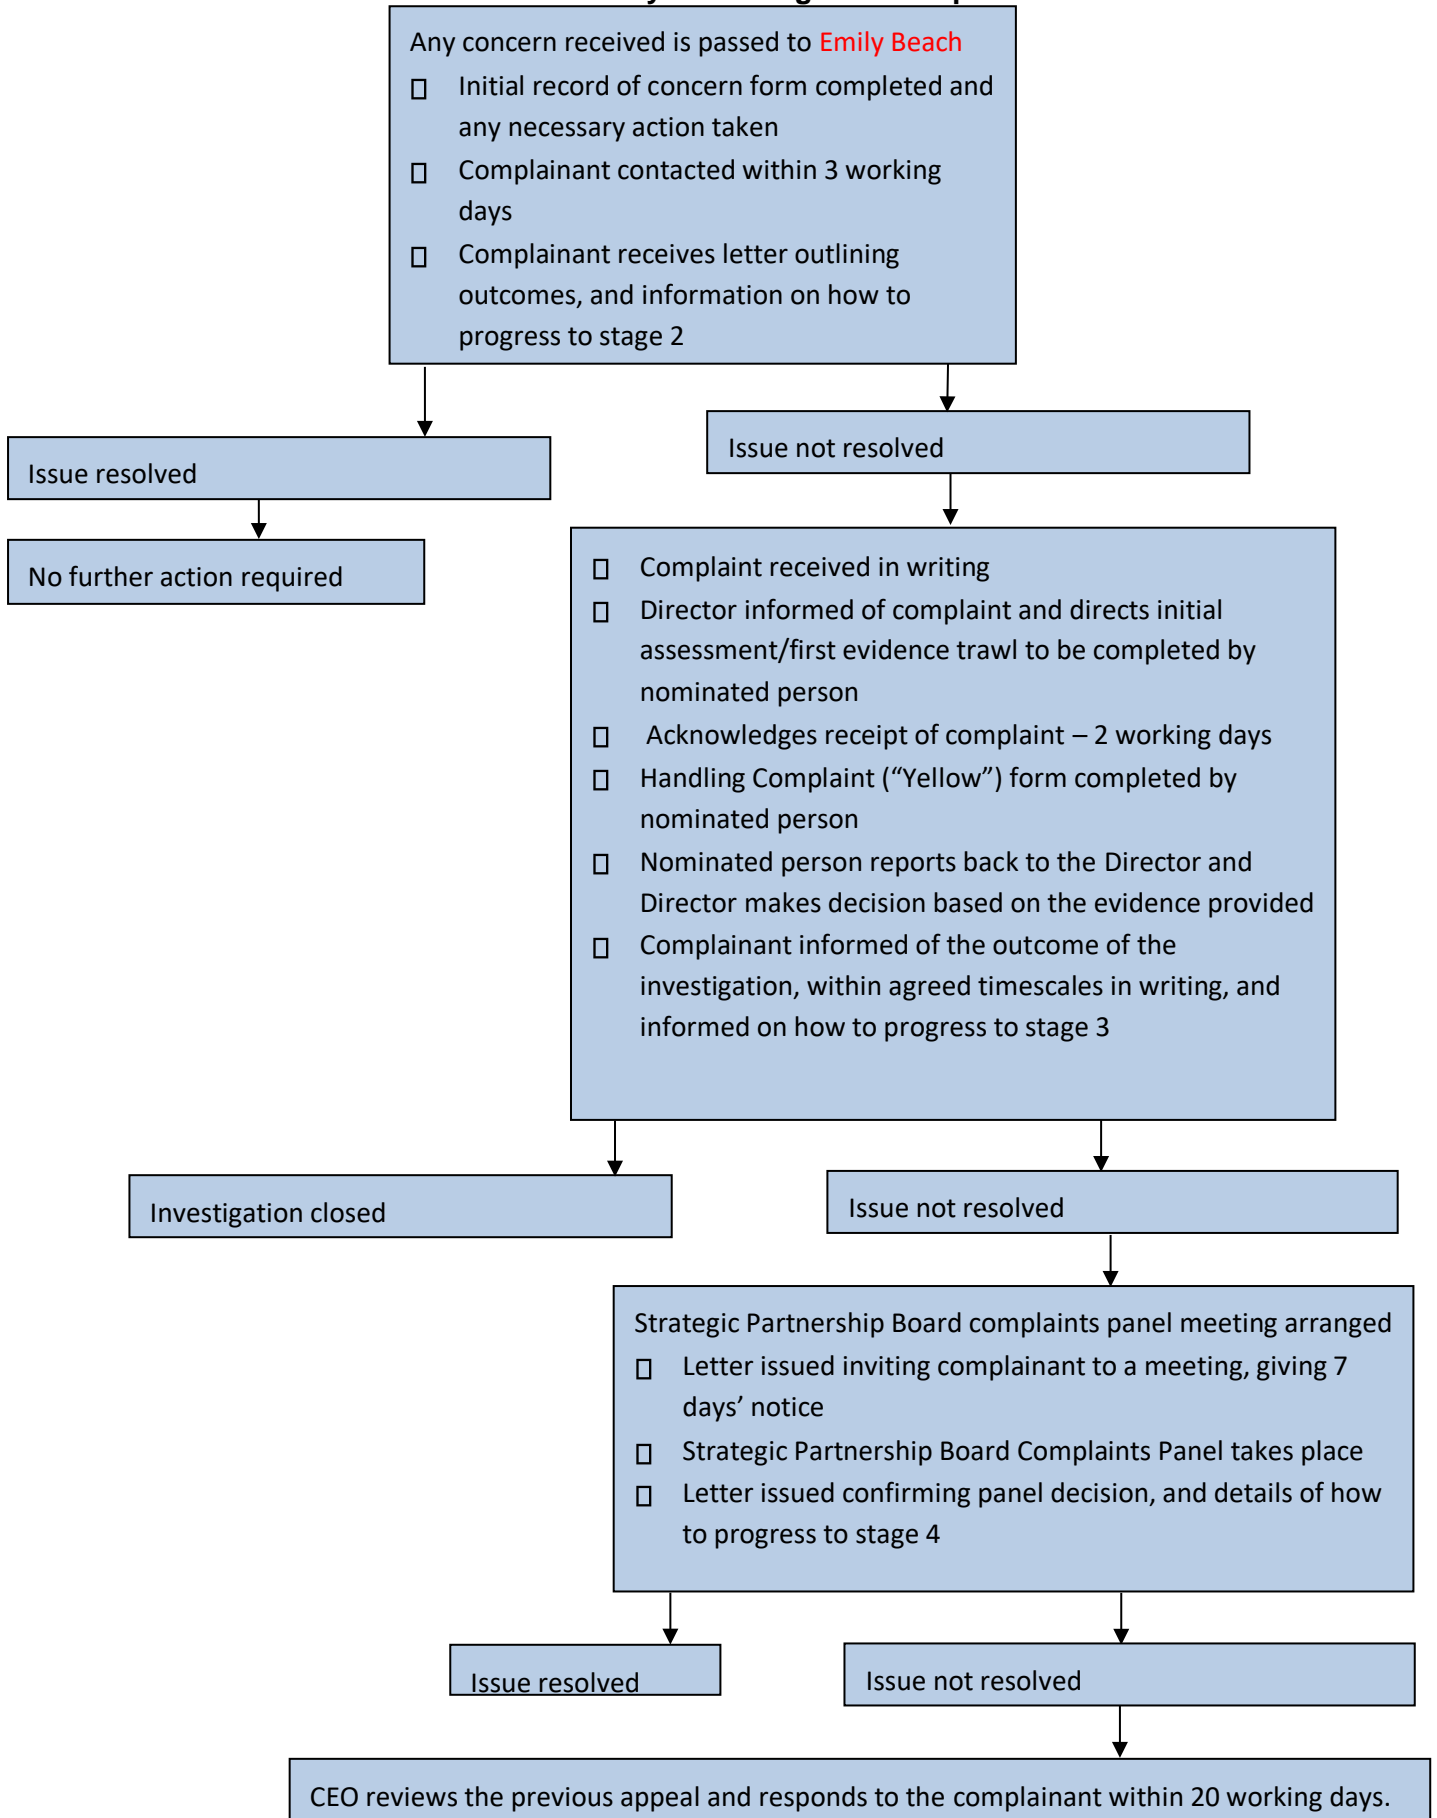 Any concern received is passed to Emily Beach
Initial record of concern form completed and
any necessary action taken
Complainant contacted within 3 working
days
Complainant receives letter outlining
outcomes, and information on how to
progress to stage 2
Issue resolved
Issue not resolved
No further action required
Complaint received in writing
Director informed of complaint and directs initial
assessment/first evidence trawl to be completed by
nominated person
Acknowledges receipt of complaint – 2 working days
Handling Complaint (“Yellow”) form completed by
nominated person
Nominated person reports back to the Director and
Director makes decision based on the evidence provided
Complainant informed of the outcome of the
investigation, within agreed timescales in writing, and
informed on how to progress to stage 3
Investigation closed
Issue not resolved
Strategic Partnership Board complaints panel meeting arranged
Letter issued inviting complainant to a meeting, giving 7
days’ notice
Strategic Partnership Board Complaints Panel takes place
Letter issued confirming panel decision, and details of how
to progress to stage 4
Issue resolved
Issue not resolved
CEO reviews the previous appeal and responds to the complainant within 20 working days.